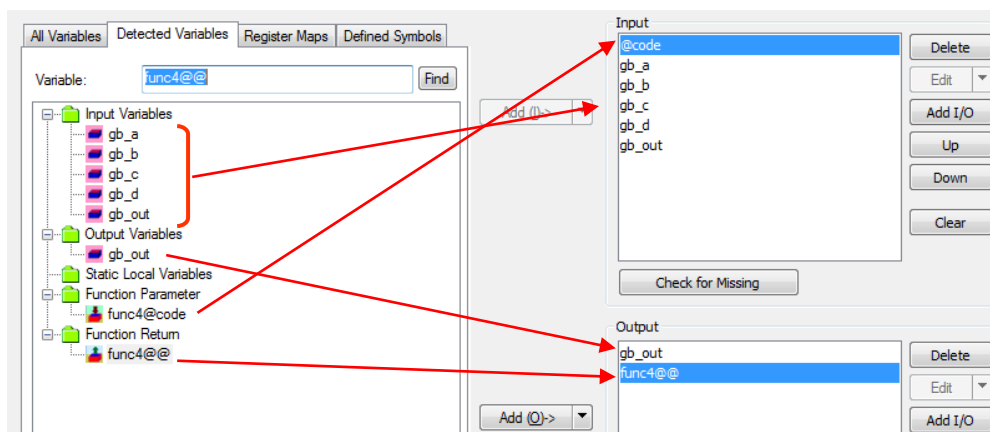 All Variables
Detected Variables
Register Maps
Defined Symbols
Variable:
func4@@
Find
Input Variables
gb_a
gb_b
gb_c
gb_d
gb_out
Output Variables
gb_out
Static Local Variables
Function Parameter
func4@code
Function Return
func4@@
Add (I)->
Add (O)->
Input
@code
gb_a
gb_b
gb_c
gb_d
gb_out
Delete
Edit
Add I/O
Up
Down
Clear
Check for Missing
Output
gb_out
func4@@
Delete
Edit
Add I/O